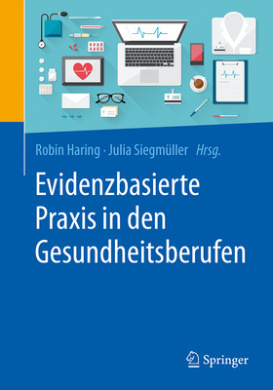 Robin Haring · Julia Siegmüller Hrsg.
Evidenzbasierte
Praxis in den
Gesundheitsberufen
Springer